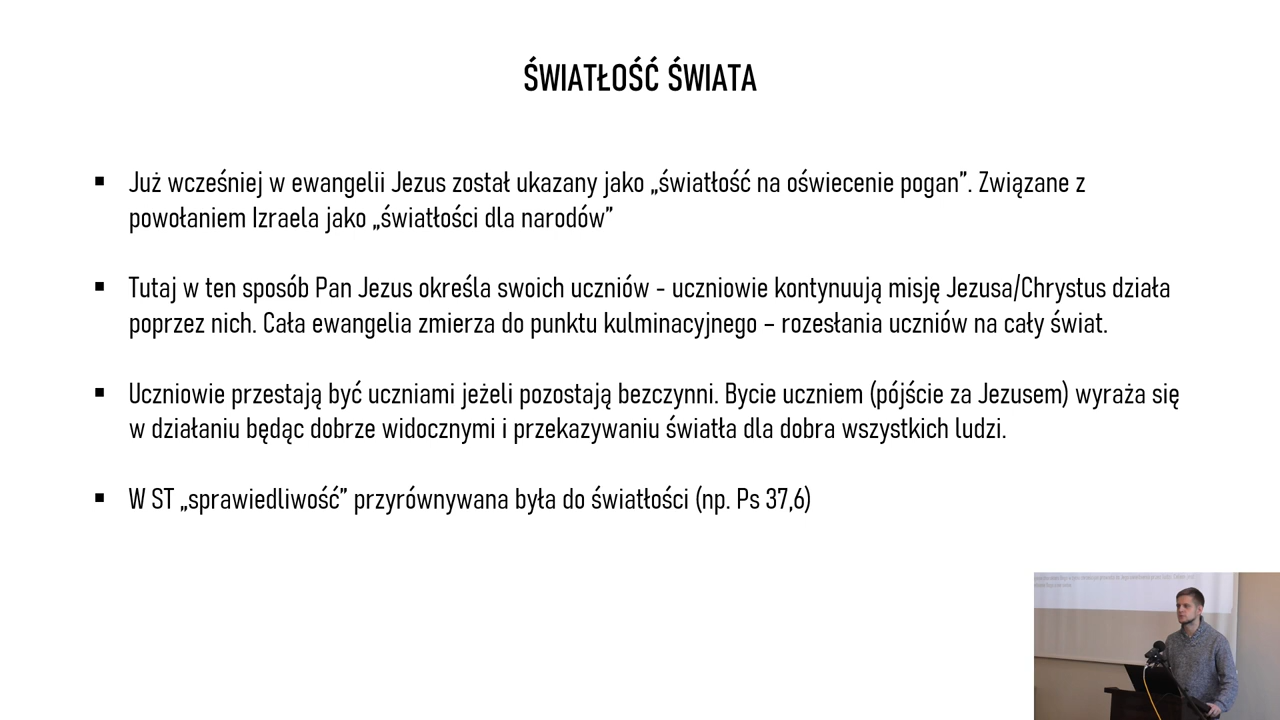 ŚWIATŁOŚĆ ŚWIATA
▪ Już wcześniej w ewangelii Jezus został ukazany jako „światłość na oświecenie pogan”. Związane z
powołaniem Izraela jako „światłości dla narodów”
▪ Tutaj w ten sposób Pan Jezus określa swoich uczniów - uczniowie kontynuują misję Jezusa/Chrystus działa
poprzez nich. Cała ewangelia zmierza do punktu kulminacyjnego – rozesłania uczniów na cały świat.
▪ Uczniowie przestają być uczniami jeżeli pozostają bezczynni. Bycie uczniem (pójście za Jezusem) wyraża się
w działaniu będąc dobrze widocznymi i przekazywaniu światła dla dobra wszystkich ludzi.
▪ W ST „sprawiedliwość” przyrównywana była do światłości (np. Ps 37,6)